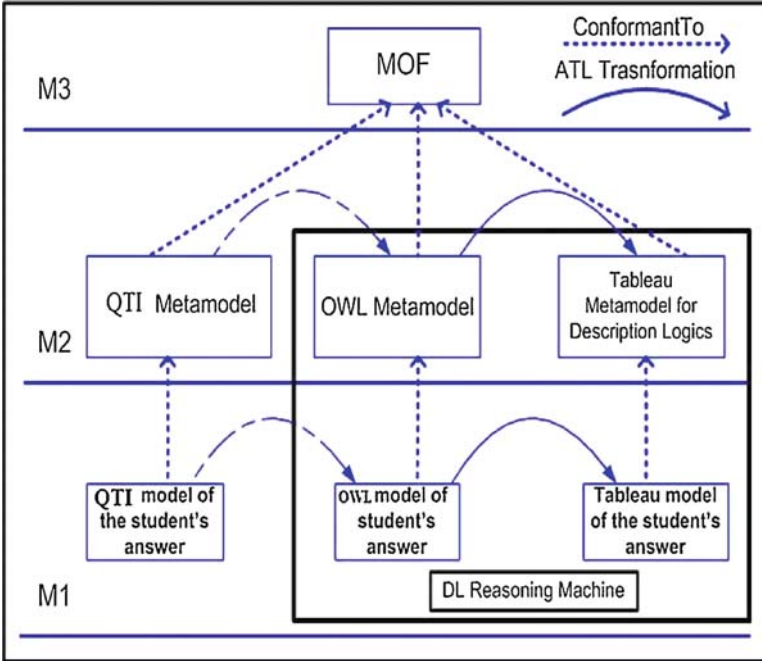 ConformantTo
MOF
ATL Trasnformation
M3
QTI Metamodel
OWL Metamodel
Tableau
Metamodel for
Description Logics
M2
QTI model of
the student's
answer
OWL model of
student's
answer
Tableau model
of the student's
answer
DL Reasoning Machine
M1